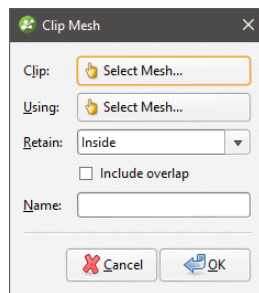 Clip Mesh
Clip: Select Mesh...
Using: Select Mesh...
Retain: Inside
Include overlap
Name:
Cancel OK